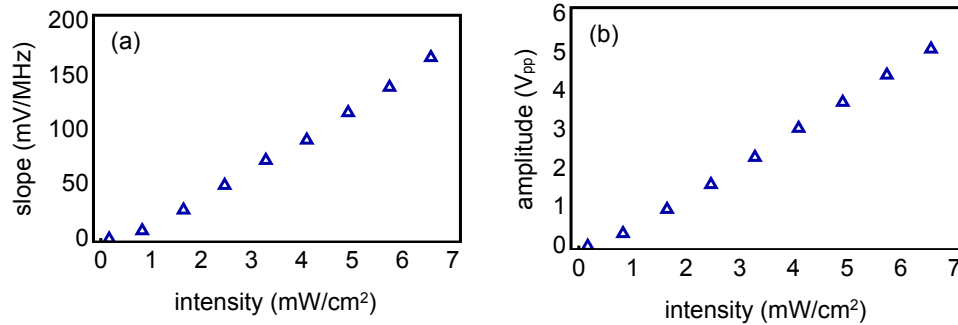 (a)
slope (mV/MHz)
200
150
100
50
0
0 1 2 3 4 5 6 7
intensity (mW/cm²)
(b)
amplitude (Vpp)
6
5
4
3
2
1
0
0 1 2 3 4 5 6 7
intensity (mW/cm²)